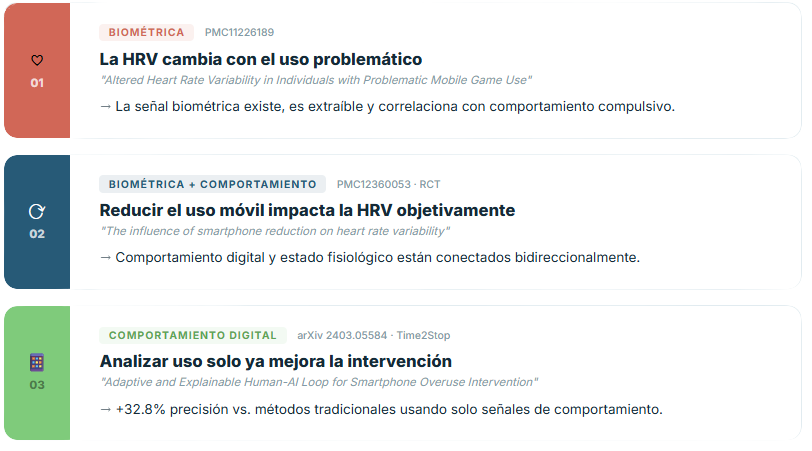 BIOMÉTRICA PMC11226189
La HRV cambia con el uso problemático
"Altered Heart Rate Variability in Individuals with Problematic Mobile Game Use"
01
→ La señal biométrica existe, es extraíble y correlaciona con comportamiento compulsivo.
BIOMÉTRICA + COMPORTAMIENTO PMC12360053 · RCT
Reducir el uso móvil impacta la HRV objetivamente
"The influence of smartphone reduction on heart rate variability"
02
→ Comportamiento digital y estado fisiológico están conectados bidireccionalmente.
COMPORTAMIENTO DIGITAL arXiv 2403.05584 · Time2Stop
Analizar uso solo ya mejora la intervención
"Adaptive and Explainable Human-AI Loop for Smartphone Overuse Intervention"
03
→ +32.8% precisión vs. métodos tradicionales usando solo señales de comportamiento.